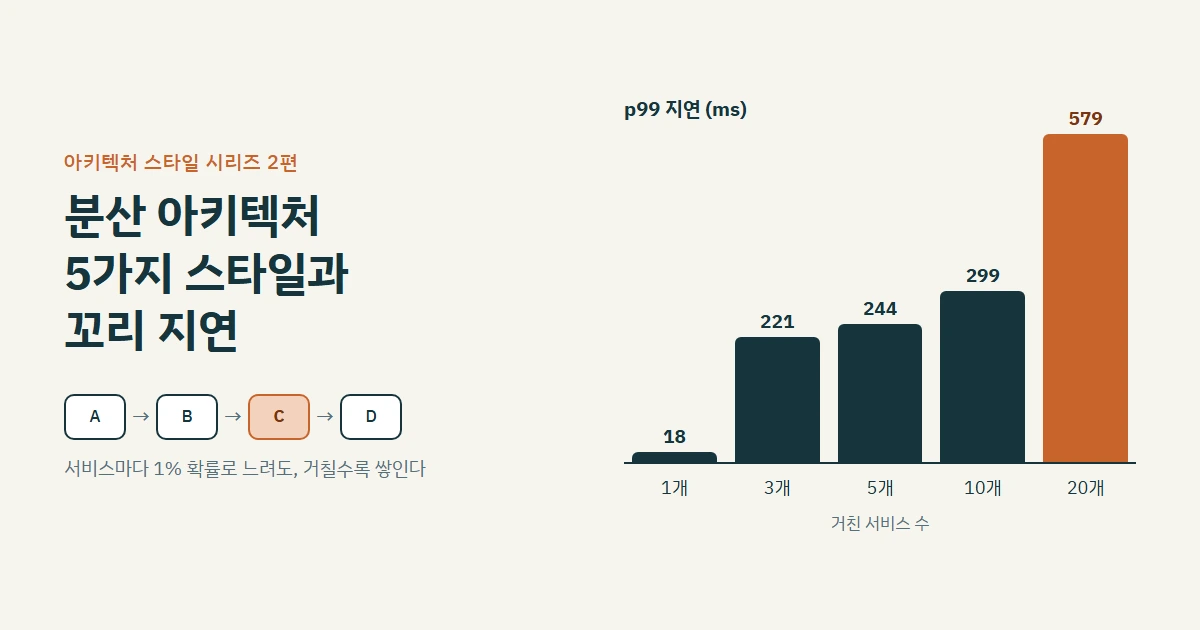 아키텍처 스타일 시리즈 2편
분산 아키텍처
5가지 스타일과
꼬리 지연
A → B → C → D
서비스마다 1% 확률로 느려도, 거칠수록 쌓인다
p99 지연 (ms)
18 221 244 299 579
1개 3개 5개 10개 20개
거친 서비스 수